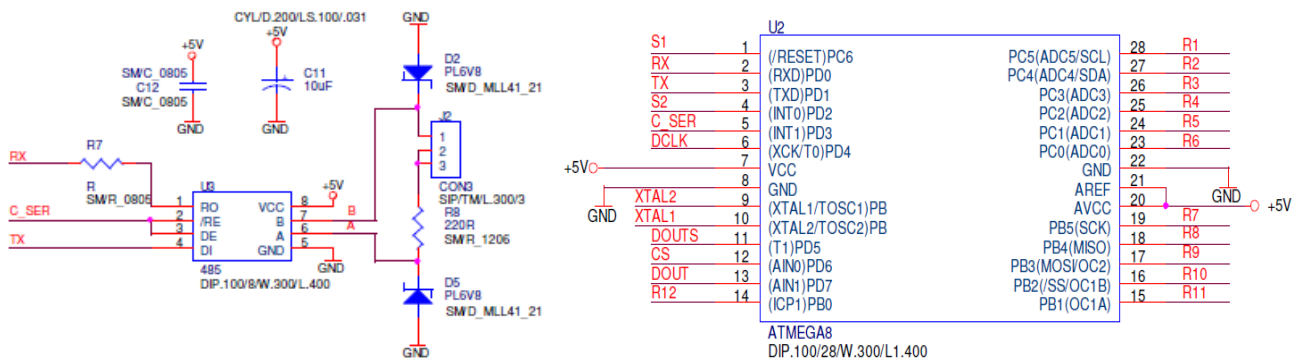 CYL/D.200/LS.100/.031
GND
+5V
+5V
SM/C_0805
C12
SM/C_0805
C11
10uF
GND
GND
D2
PL6V8
SM/D_MLL41_21
J2
1
2
3
CON3
SIP/TM/L.300/3
R8
220R
SM/R_1206
RX
R7
R
SM/R_0805
C_SER
TX
U3
1 RO VCC 8
2 /RE B 7
3 DE A 6
4 DI GND 5
+5V
B
A
GND
485
DIP.100/8/W.300/L.400
D5
PL6V8
SM/D_MLL41_21
GND
U2
S1 1 (/RESET)PC6 PC5(ADC5/SCL) 28 R1
RX 2 (RXD)PD0 PC4(ADC4/SDA) 27 R2
TX 3 (TXD)PD1 PC3(ADC3) 26 R3
S2 4 (INT0)PD2 PC2(ADC2) 25 R4
C_SER 5 (INT1)PD3 PC1(ADC1) 24 R5
DCLK 6 (XCK/T0)PD4 PC0(ADC0) 23 R6
+5V 7 VCC GND 22 GND
GND 8 GND AREF 21
XTAL2 9 (XTAL1/TOSC1)PB AVCC 20 +5V
XTAL1 10 (XTAL2/TOSC2)PB PB5(SCK) 19 R7
DOUTS 11 (T1)PD5 PB4(MISO) 18 R8
CS 12 (AIN0)PD6 PB3(MOSI/OC2) 17 R9
DOUT 13 (AIN1)PD7 PB2(/SS/OC1B) 16 R10
R12 14 (ICP1)PB0 PB1(OC1A) 15 R11
ATMEGA8
DIP.100/28/W.300/L1.400